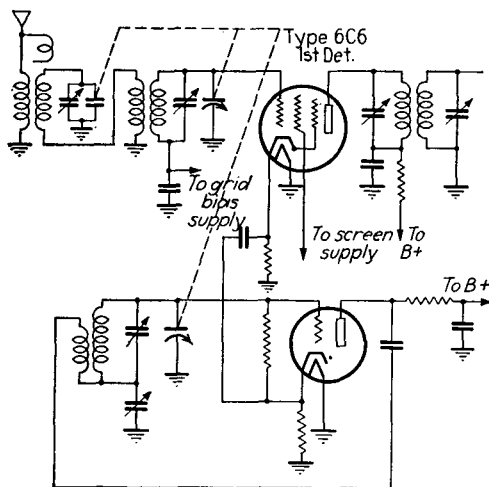 Type 6C6
1st Det.
To grid
bias
supply
To screen
supply
To
B+
To B+